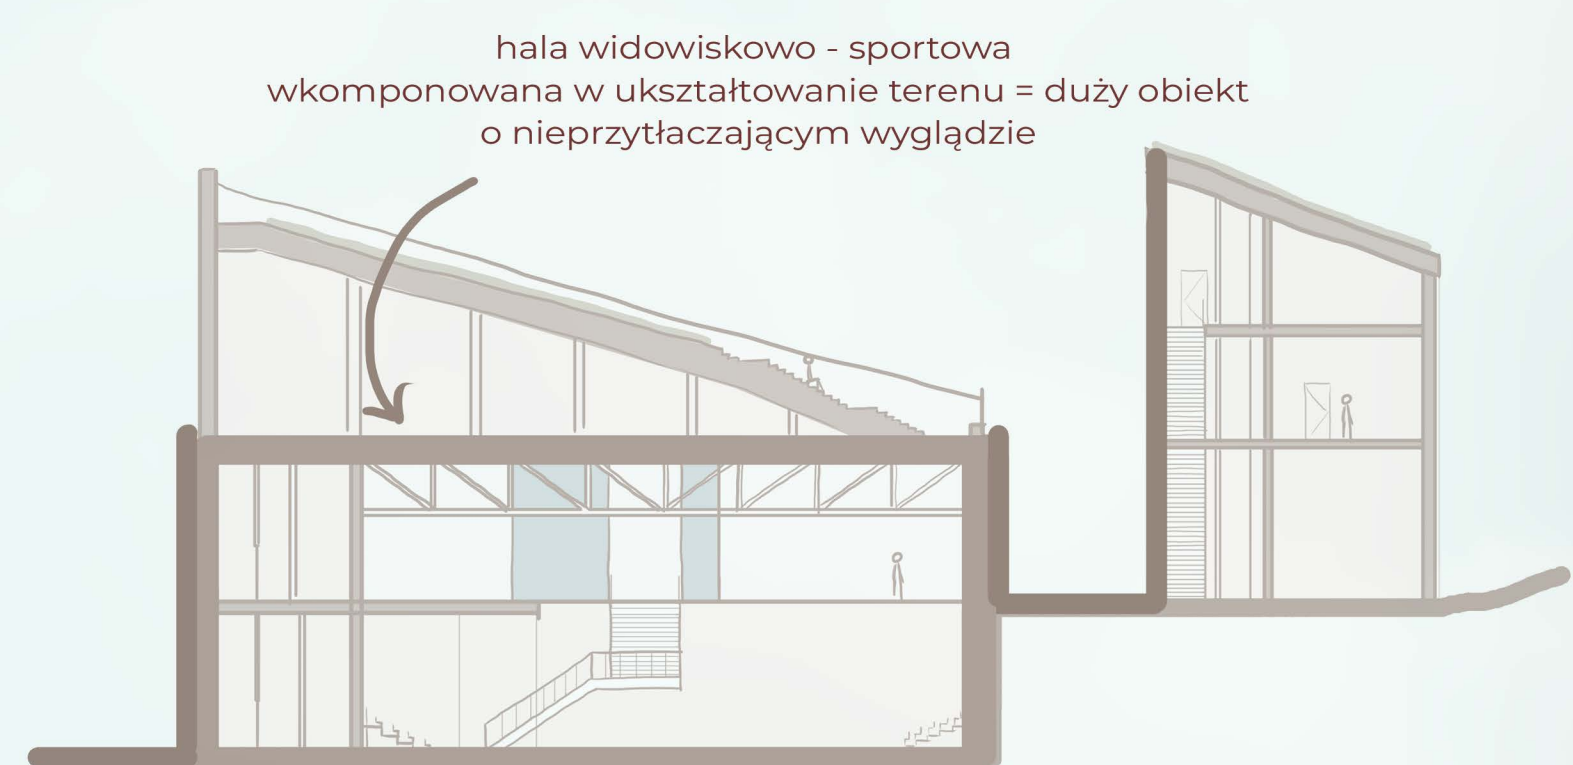 hala widowiskowo - sportowa
wkomponowana w ukształtowanie terenu = duży obiekt
o nieprzytłaczającym wyglądzie